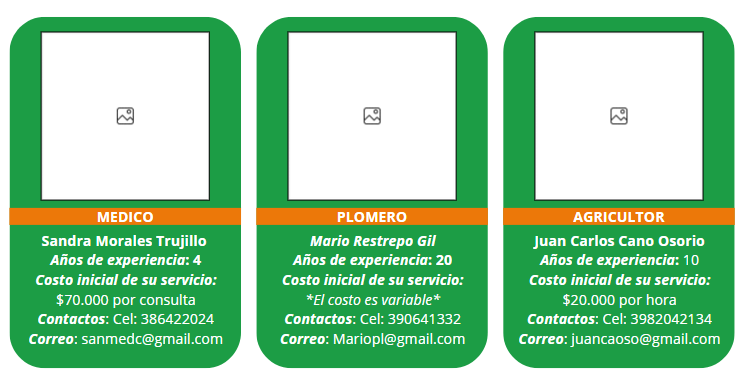 MEDICO
Sandra Morales Trujillo
Años de experiencia: 4
Costo inicial de su servicio:
$70.000 por consulta
Contactos: Cel: 386422024
Correo: sanmedc@gmail.com
PLOMERO
Mario Restrepo Gil
Años de experiencia: 20
Costo inicial de su servicio:
*El costo es variable*
Contactos: Cel: 390641332
Correo: Mariopl@gmail.com
AGRICULTOR
Juan Carlos Cano Osorio
Años de experiencia: 10
Costo inicial de su servicio:
$20.000 por hora
Contactos: Cel: 3982042134
Correo: juancaoso@gmail.com